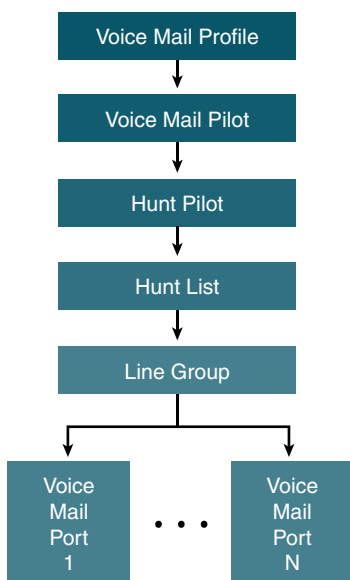 Voice Mail Profile
Voice Mail Pilot
Hunt Pilot
Hunt List
Line Group
Voice
Mail
Port
1
. . .
Voice
Mail
Port
N